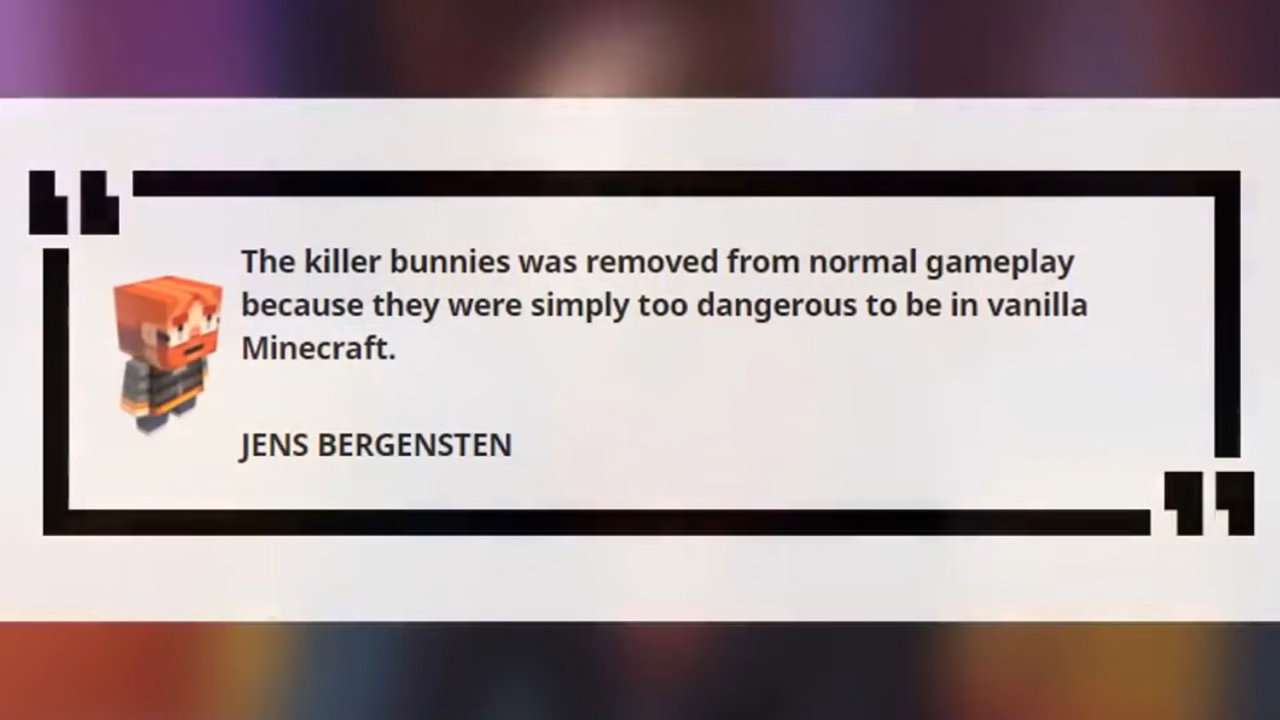 The killer bunnies was removed from normal gameplay
because they were simply too dangerous to be in vanilla
Minecraft.
JENS BERGENSTEN